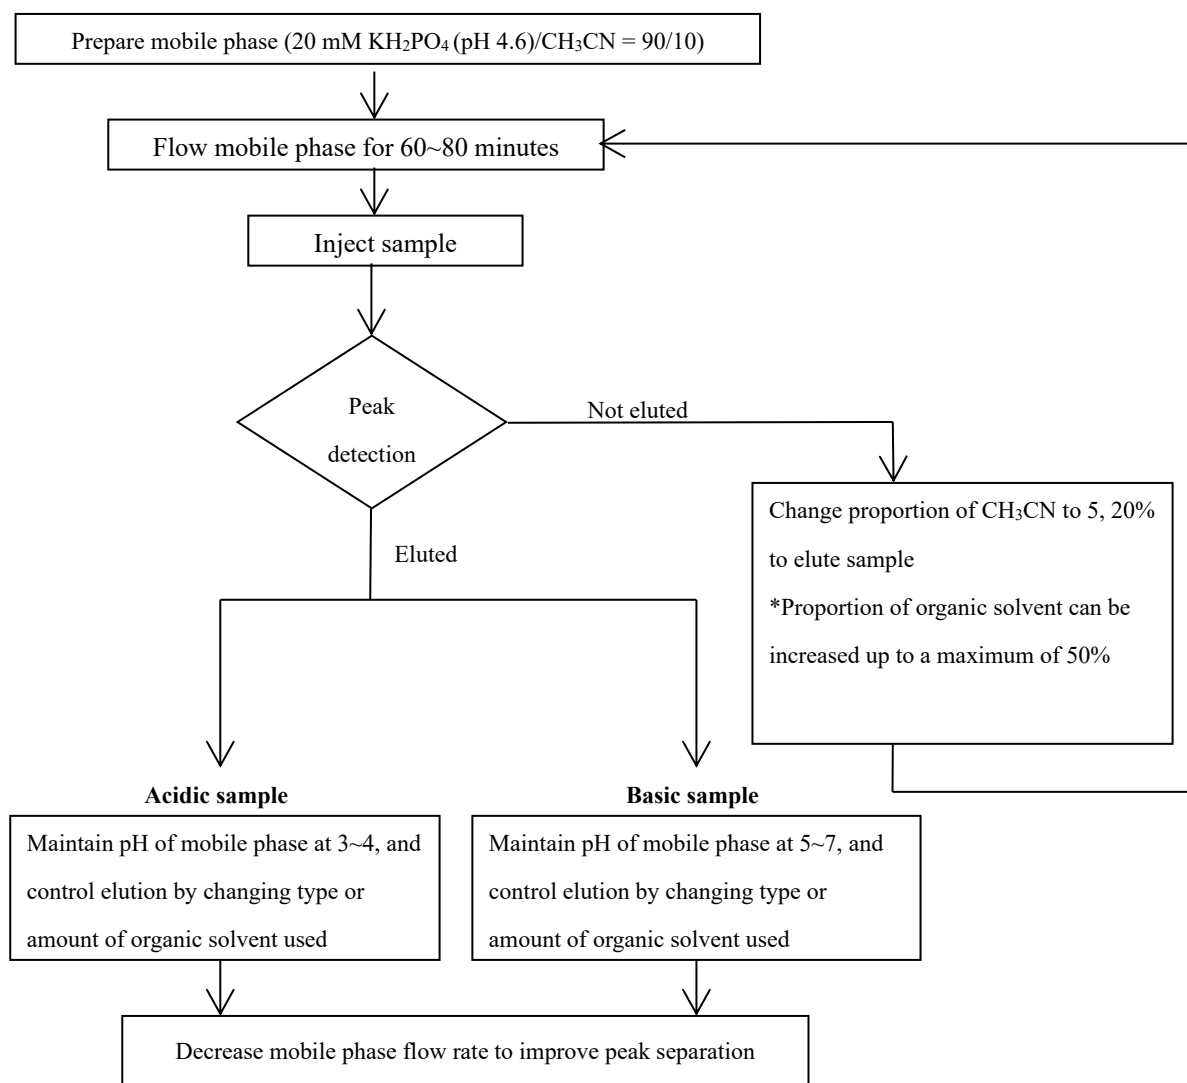 Prepare mobile phase (20 mM KH₂PO₄ (pH 4.6)/CH₃CN = 90/10)
Flow mobile phase for 60~80 minutes
Inject sample
Peak
detection
Not eluted
Change proportion of CH₃CN to 5, 20%
to elute sample
*Proportion of organic solvent can be
increased up to a maximum of 50%
Eluted
Acidic sample
Maintain pH of mobile phase at 3~4, and
control elution by changing type or
amount of organic solvent used
Basic sample
Maintain pH of mobile phase at 5~7, and
control elution by changing type or
amount of organic solvent used
Decrease mobile phase flow rate to improve peak separation